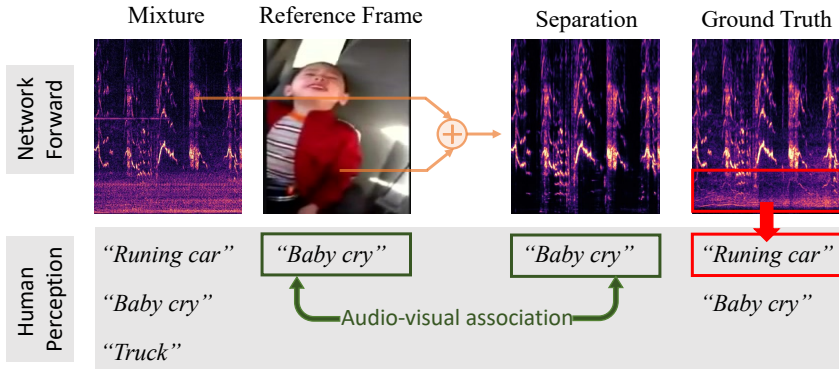 Mixture Reference Frame Separation Ground Truth
Network
Forward
Human
Perception
“Runing car” “Baby cry” “Baby cry” “Runing car”
“Baby cry” “Baby cry”
Audio-visual association
“Truck”